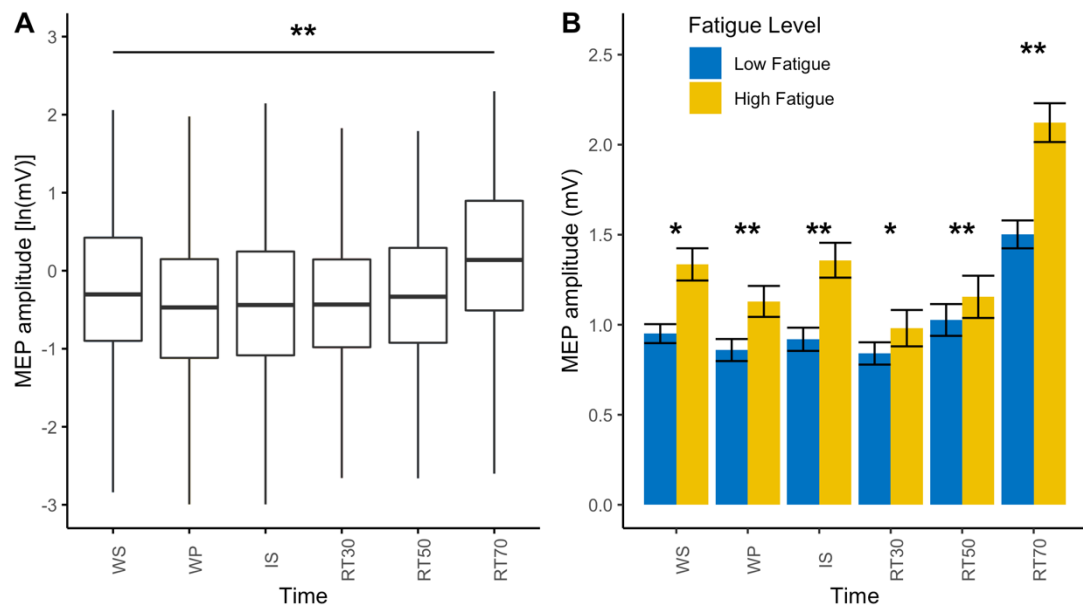 A
**
MEP amplitude [ln(mV)]
3
2
1
0
-1
-2
-3
WS
WP
IS
RT30
RT50
RT70
Time
B
Fatigue Level
Low Fatigue
High Fatigue
MEP amplitude (mV)
2.5
2.0
1.5
1.0
0.5
0.0
*
**
**
*
**
**
WS
WP
IS
RT30
RT50
RT70
Time